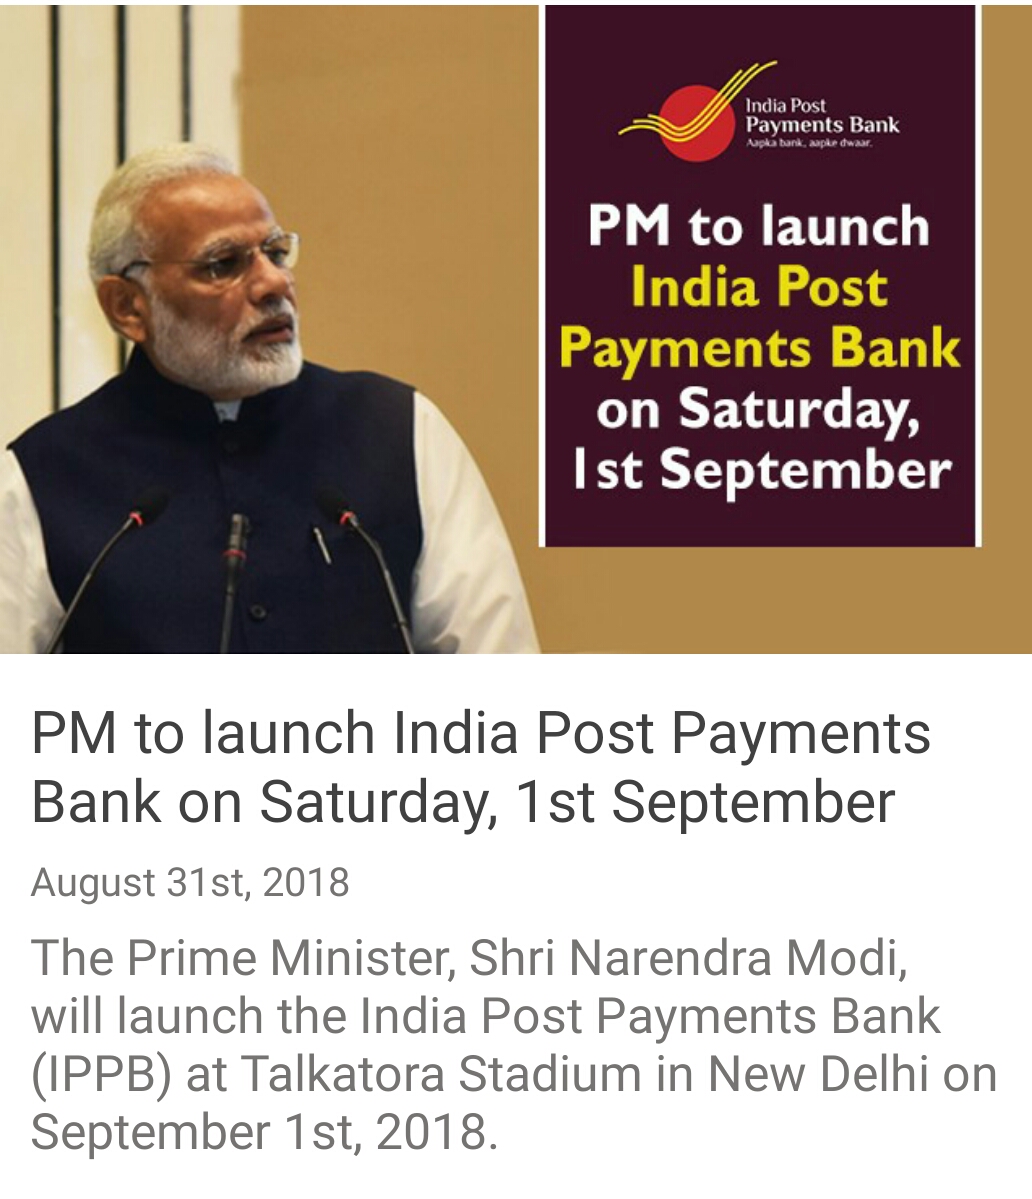 India Post
Payments Bank
Aapka bank, aapke dwaar.
PM to launch
India Post
Payments Bank
on Saturday,
1st September
PM to launch India Post Payments
Bank on Saturday, 1st September
August 31st, 2018
The Prime Minister, Shri Narendra Modi,
will launch the India Post Payments Bank
(IPPB) at Talkatora Stadium in New Delhi on
September 1st, 2018.